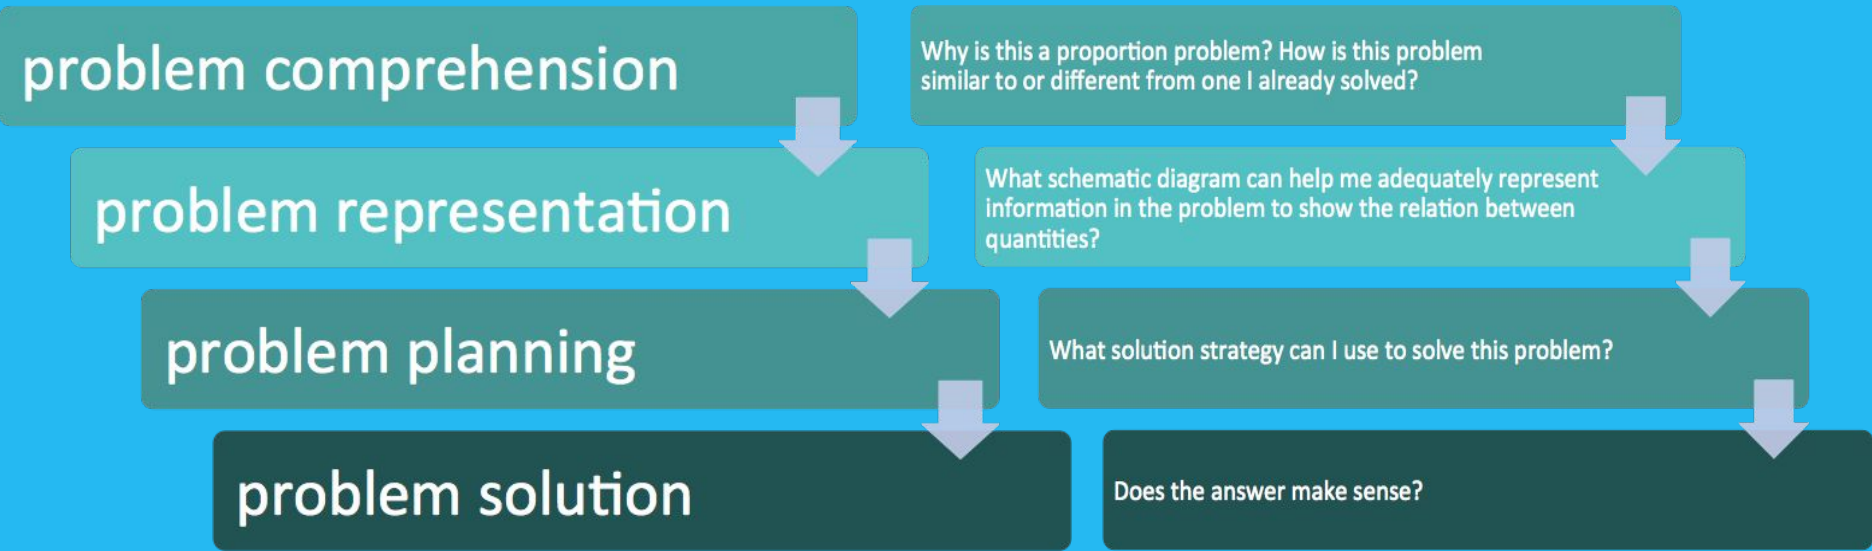 problem comprehension
Why is this a proportion problem? How is this problem
similar to or different from one I already solved?
problem representation
What schematic diagram can help me adequately represent
information in the problem to show the relation between
quantities?
problem planning
What solution strategy can I use to solve this problem?
problem solution
Does the answer make sense?